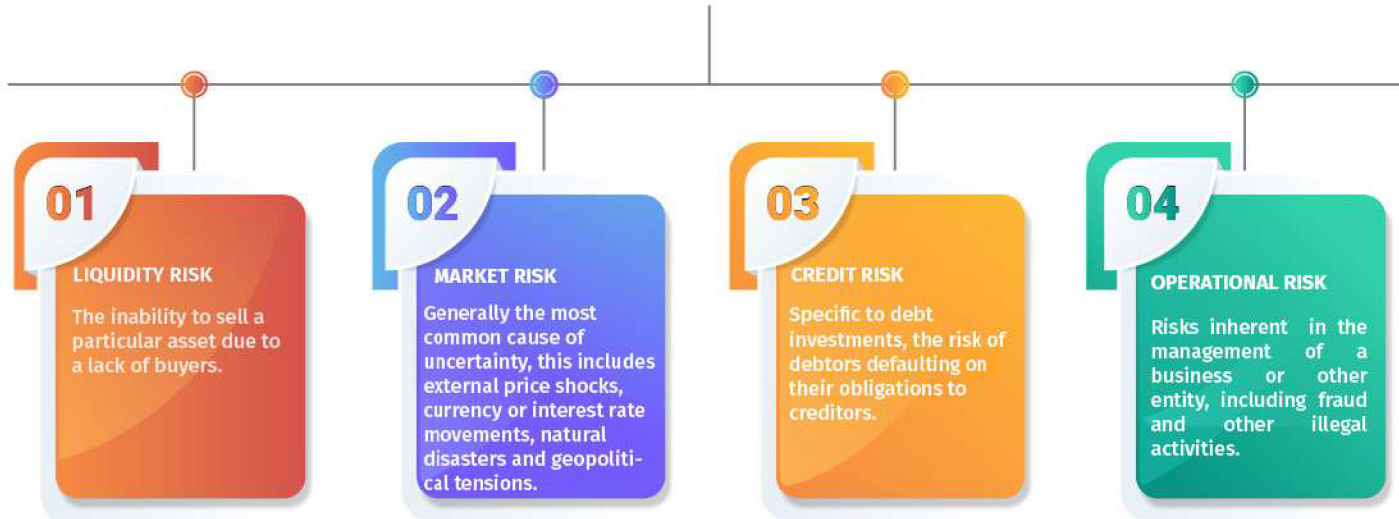 01
LIQUIDITY RISK
The inability to sell a
particular asset due to
a lack of buyers.
02
MARKET RISK
Generally the most
common cause of
uncertainty, this includes
external price shocks,
currency or interest rate
movements, natural
disasters and geopoliti-
cal tensions.
03
CREDIT RISK
Specific to debt
investments, the risk of
debtors defaulting on
their obligations to
creditors.
04
OPERATIONAL RISK
Risks inherent in the
management of a
business or other
entity, including fraud
and other illegal
activities.